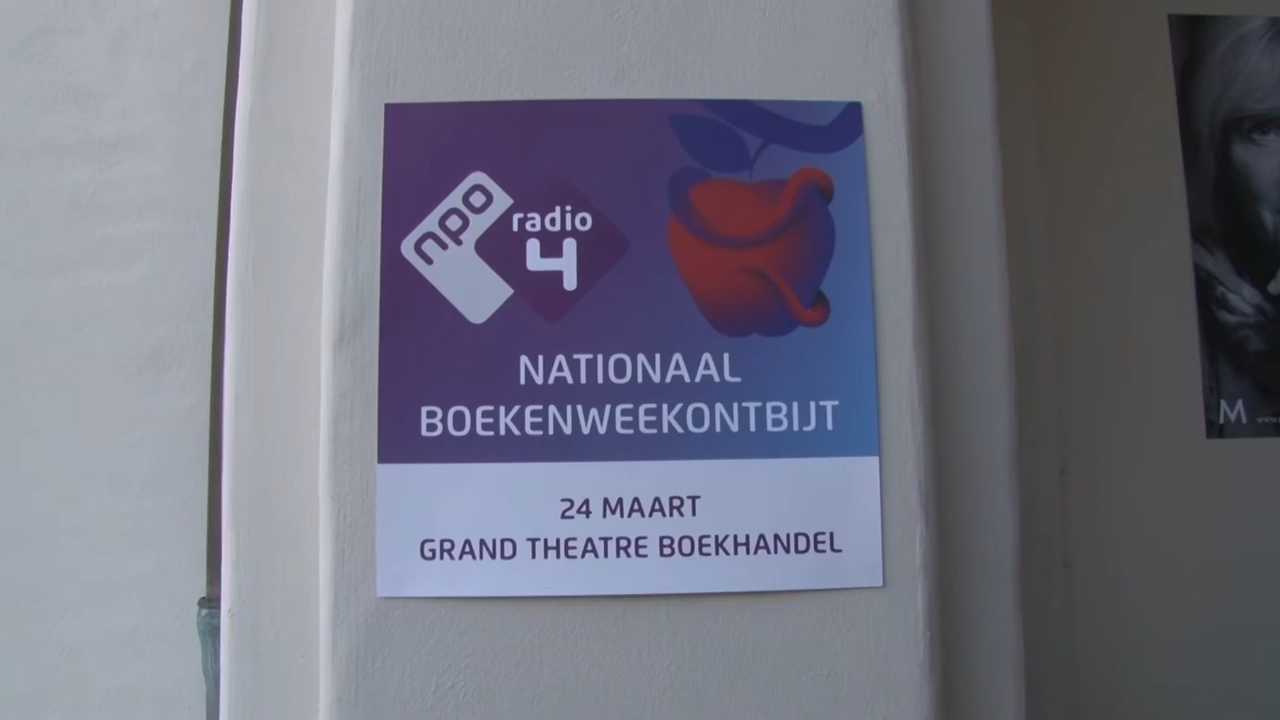 npo
radio
4
NATIONAAL
BOEKENWEEKONTBIJT
24 MAART
GRAND THEATRE BOEKHANDEL
M